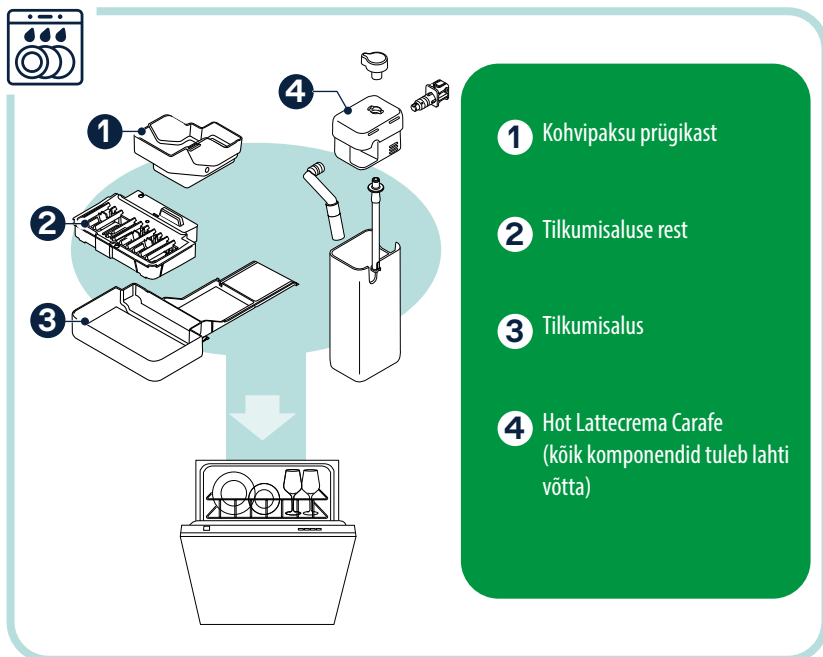 1
2
3
4
1 Kohvipaksu prügikast
2 Tilkumisaluse rest
3 Tilkumisalus
4 Hot Lattecrema Carafe
(kõik komponendid tuleb lahti
võtta)